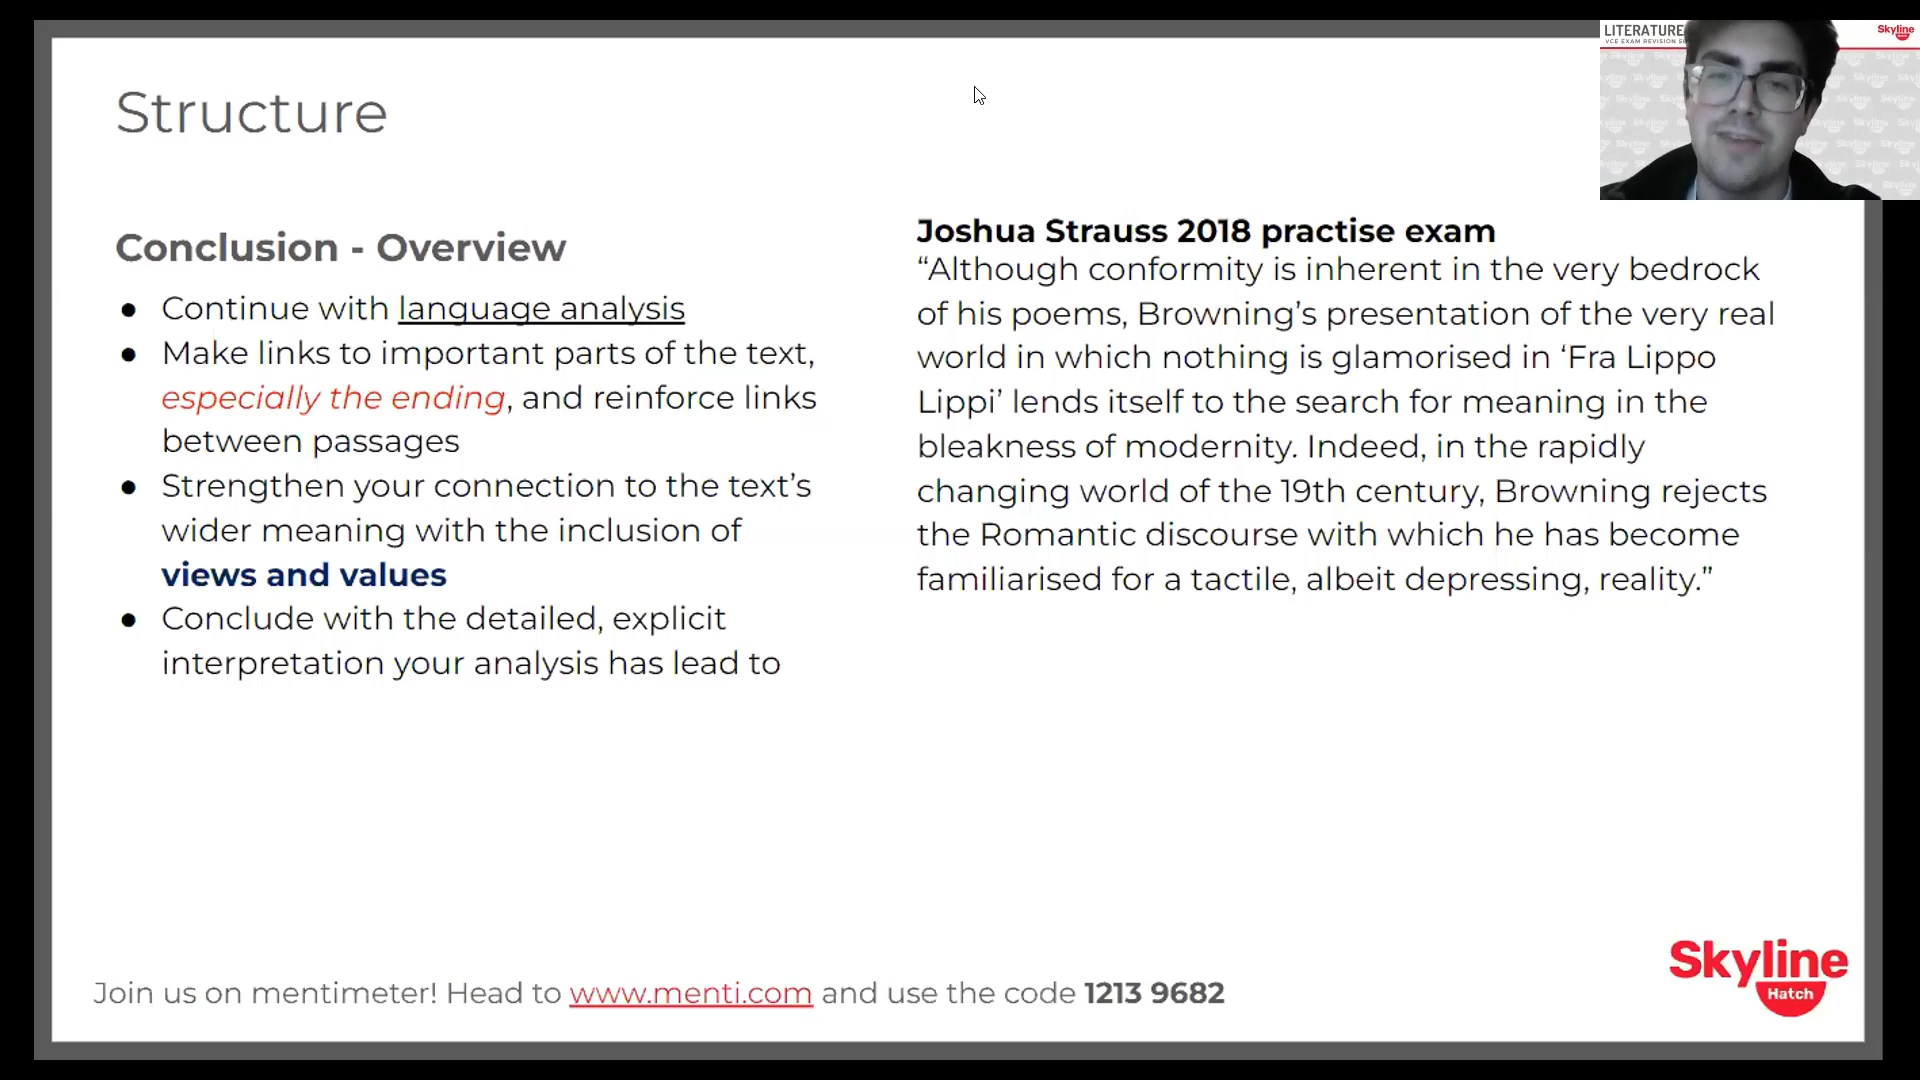 LITERATURE
VCE EXAM REVISION
Skyline
Structure
Conclusion - Overview
● Continue with language analysis
● Make links to important parts of the text,
especially the ending, and reinforce links
between passages
● Strengthen your connection to the text's
wider meaning with the inclusion of
views and values
● Conclude with the detailed, explicit
interpretation your analysis has lead to
Joshua Strauss 2018 practise exam
“Although conformity is inherent in the very bedrock
of his poems, Browning’s presentation of the very real
world in which nothing is glamorised in ‘Fra Lippo
Lippi’ lends itself to the search for meaning in the
bleakness of modernity. Indeed, in the rapidly
changing world of the 19th century, Browning rejects
the Romantic discourse with which he has become
familiarised for a tactile, albeit depressing, reality.”
Join us on mentimeter! Head to www.menti.com and use the code 1213 9682
Skyline
Hatch